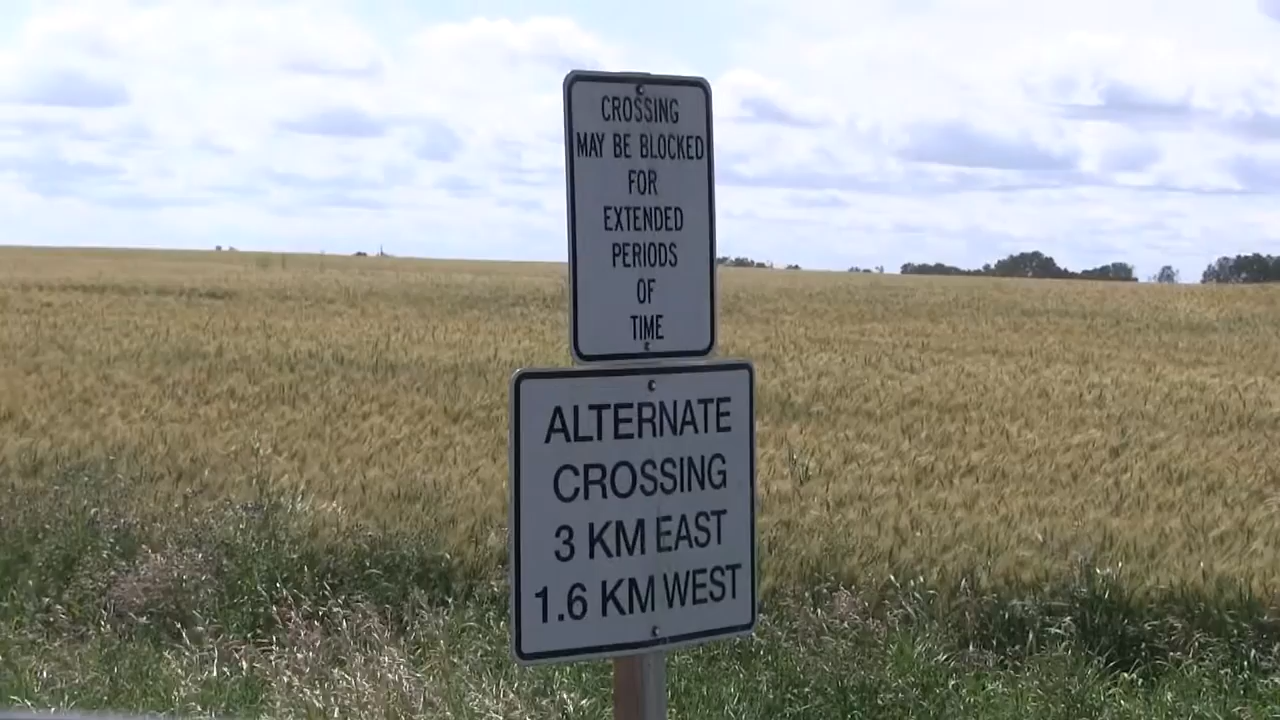 CROSSING
MAY BE BLOCKED
FOR
EXTENDED
PERIODS
OF
TIME
ALTERNATE
CROSSING
3 KM EAST
1.6 KM WEST